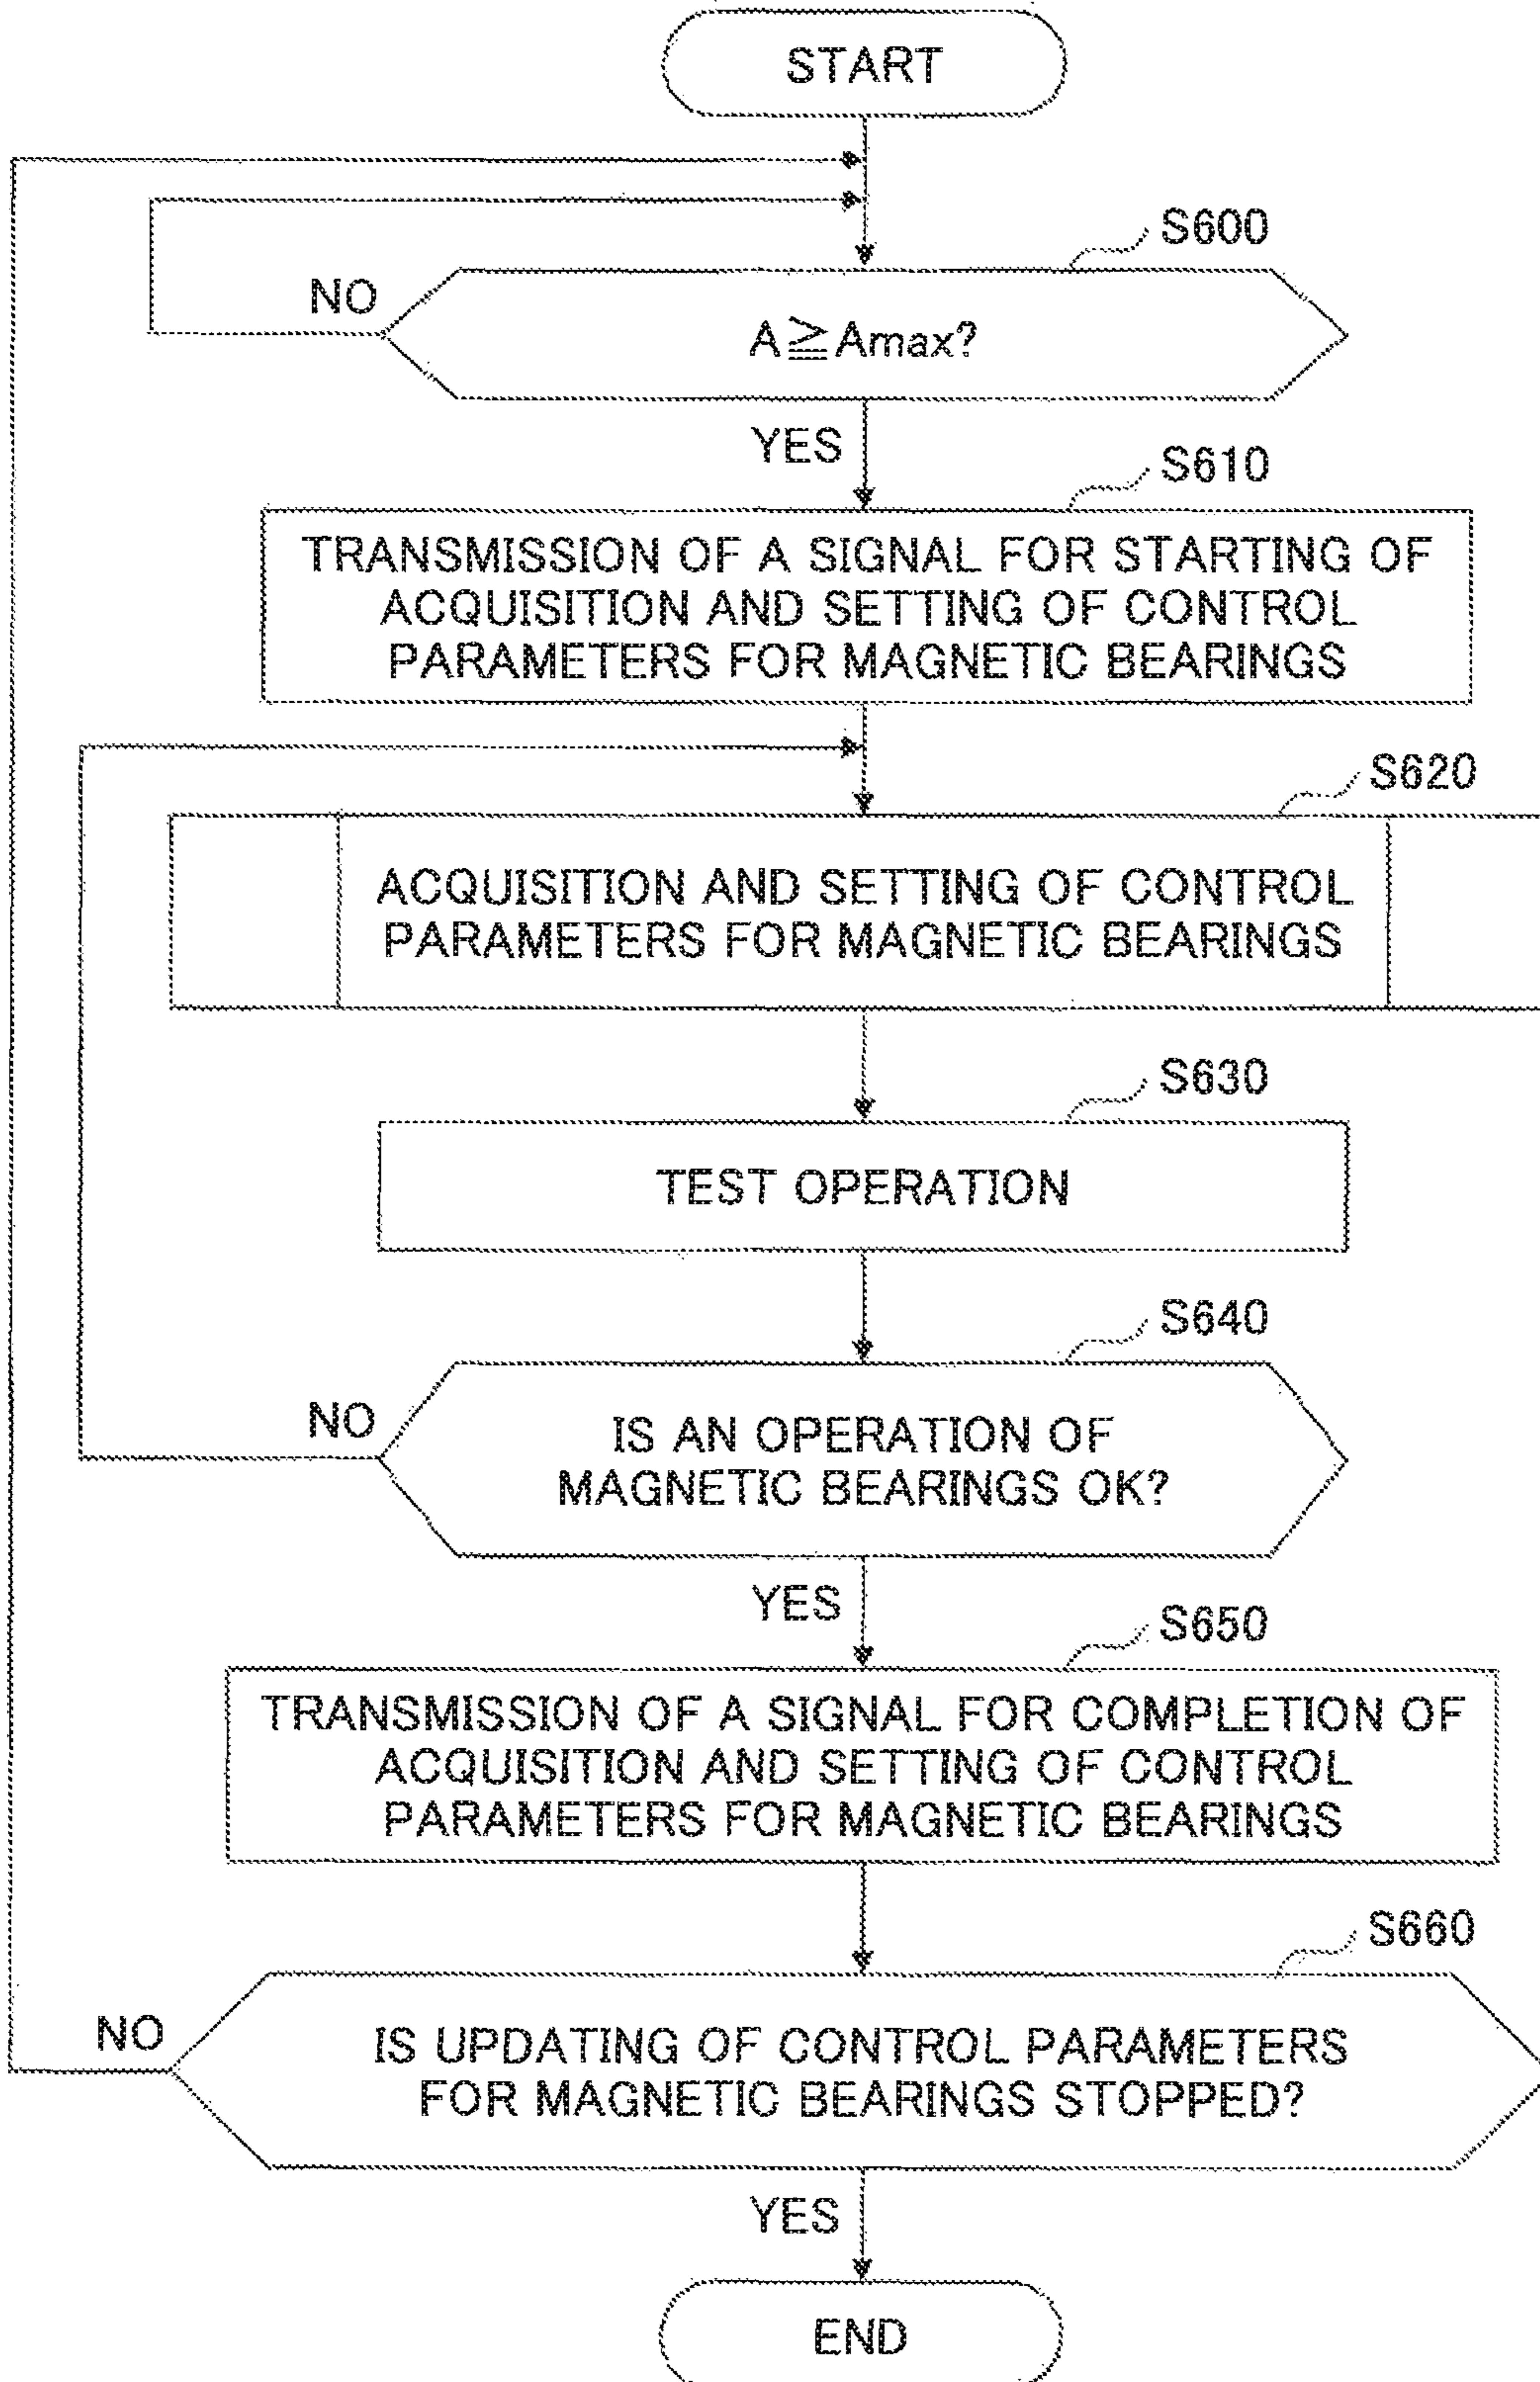 START
S600
NO
A≧Amax?
YES
S610
TRANSMISSION OF A SIGNAL FOR STARTING OF
ACQUISITION AND SETTING OF CONTROL
PARAMETERS FOR MAGNETIC BEARINGS
S620
ACQUISITION AND SETTING OF CONTROL
PARAMETERS FOR MAGNETIC BEARINGS
S630
TEST OPERATION
S640
NO
IS AN OPERATION OF
MAGNETIC BEARINGS OK?
YES
S650
TRANSMISSION OF A SIGNAL FOR COMPLETION OF
ACQUISITION AND SETTING OF CONTROL
PARAMETERS FOR MAGNETIC BEARINGS
S660
NO
IS UPDATING OF CONTROL PARAMETERS
FOR MAGNETIC BEARINGS STOPPED?
YES
END